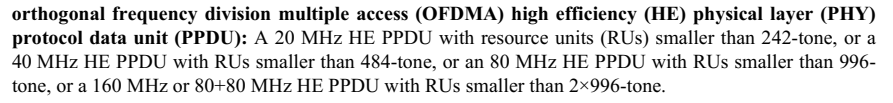 orthogonal frequency division multiple access (OFDMA) high efficiency (HE) physical layer (PHY)
protocol data unit (PPDU): A 20 MHz HE PPDU with resource units (RUs) smaller than 242-tone, or a
40 MHz HE PPDU with RUs smaller than 484-tone, or an 80 MHz HE PPDU with RUs smaller than 996-
tone, or a 160 MHz or 80+80 MHz HE PPDU with RUs smaller than 2×996-tone.